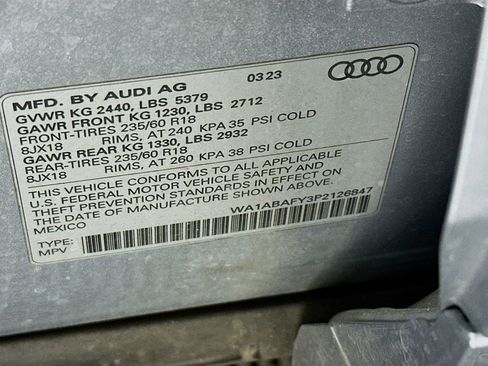 MFD. BY AUDI AG 03 23
GVWR KG 2440, LBS 5379
GAWR FRONT KG 1230, LBS 2712
FRONT-TIRES 235/60 R18
8JX18 RIMS, AT 240 KPA 35 PSI COLD
GAWR REAR KG 1330, LBS 2932
REAR-TIRES 235/60 R18
8JX18 RIMS, AT 260 KPA 38 PSI COLD
THIS VEHICLE CONFORMS TO ALL APPLICABLE
U.S. FEDERAL MOTOR VEHICLE SAFETY AND
THEFT PREVENTION STANDARDS IN EFFECT ON
THE DATE OF MANUFACTURE SHOWN ABOVE.
MEXICO WA1ABAFY3P2126847
TYPE:
MPV